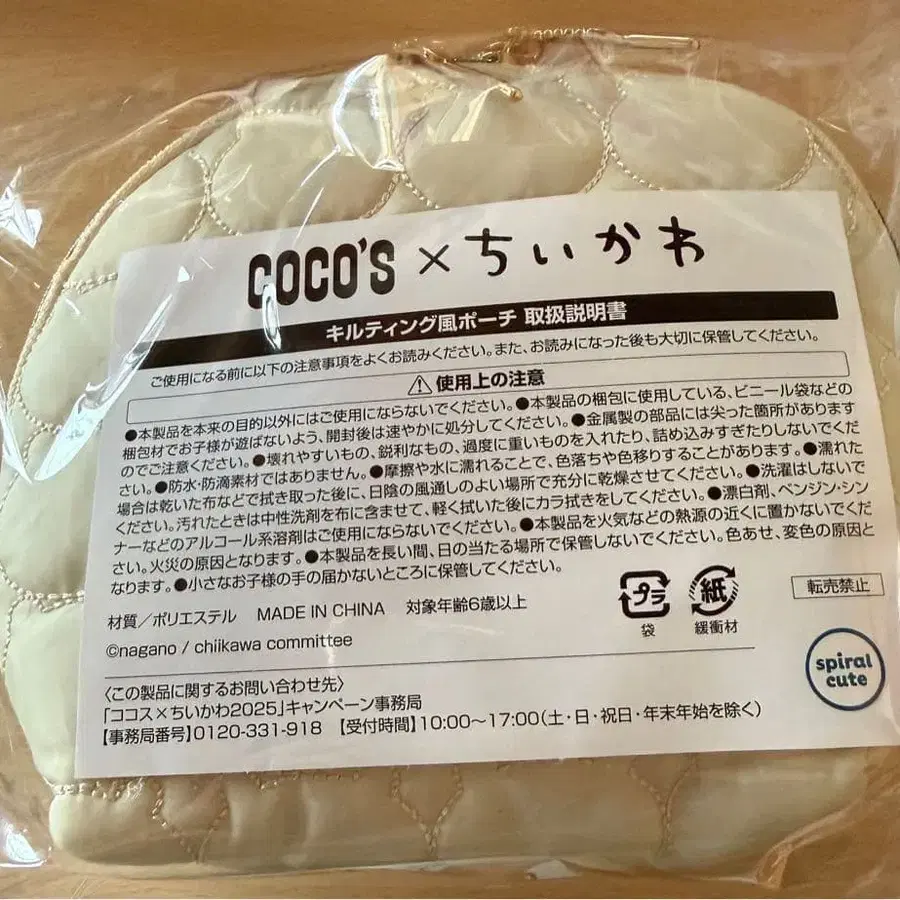 COCO'S×ちいかわ
キルティング風ポーチ 取扱説明書
ご使用になる前に以下の注意事項をよくお読みください。また、お読みになった後も大切に保管してください。
使用上の注意
●本製品を本来の目的以外にはご使用にならないでください。●本製品の梱包に使用している、ビニール袋などの
梱包材でお子様が遊ばないよう、開封後は速やかに処分してください。●金属製の部品には尖った箇所があります
のでご注意ください。●壊れやすいもの、鋭利なもの、過度に重いものを入れたり、詰め込みすぎたりしないでくだ
さい。●防水・防滴素材ではありません。●摩擦や水に濡れることで、色落ちや色移りすることがあります。●濡れた
場合は乾いた布などで拭き取った後に、日陰の風通しのよい場所で充分に乾燥させてください。●洗濯はしないで
ください。汚れたときは中性洗剤を布に含ませて、軽く拭いた後にカラ拭きをしてください。●漂白剤、ベンジン・シン
ナーなどのアルコール系溶剤はご使用にならないでください。●本製品を火気などの熱源の近くに置かないでくだ
さい。火災の原因となります。●本製品を長い間、日の当たる場所で保管しないでください。色あせ、変色の原因と
なります。●小さなお子様の手の届かないところに保管してください。
材質／ポリエステル MADE IN CHINA 対象年齢6歳以上
プラ
袋
紙
緩衝材
転売禁止
©nagano / chiikawa committee
spiral
cute
〈この製品に関するお問い合わせ先〉
「ココス×ちいかわ2025」キャンペーン事務局
【事務局番号】0120-331-918 【受付時間】10:00～17:00(土・日・祝日・年末年始を除く)